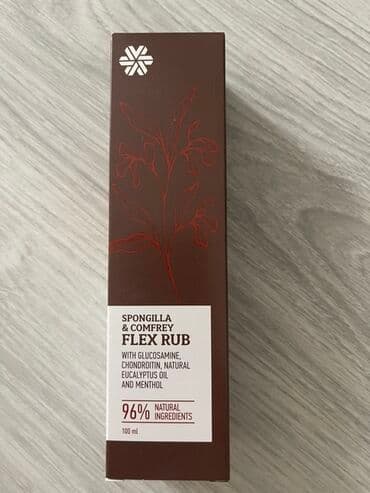 SPONGILLA
& COMFREY
FLEX RUB
WITH GLUCOSAMINE,
CHONDROITIN, NATURAL
EUCALYPTUS OIL
AND MENTHOL
96% NATURAL
INGREDIENTS
100 ml